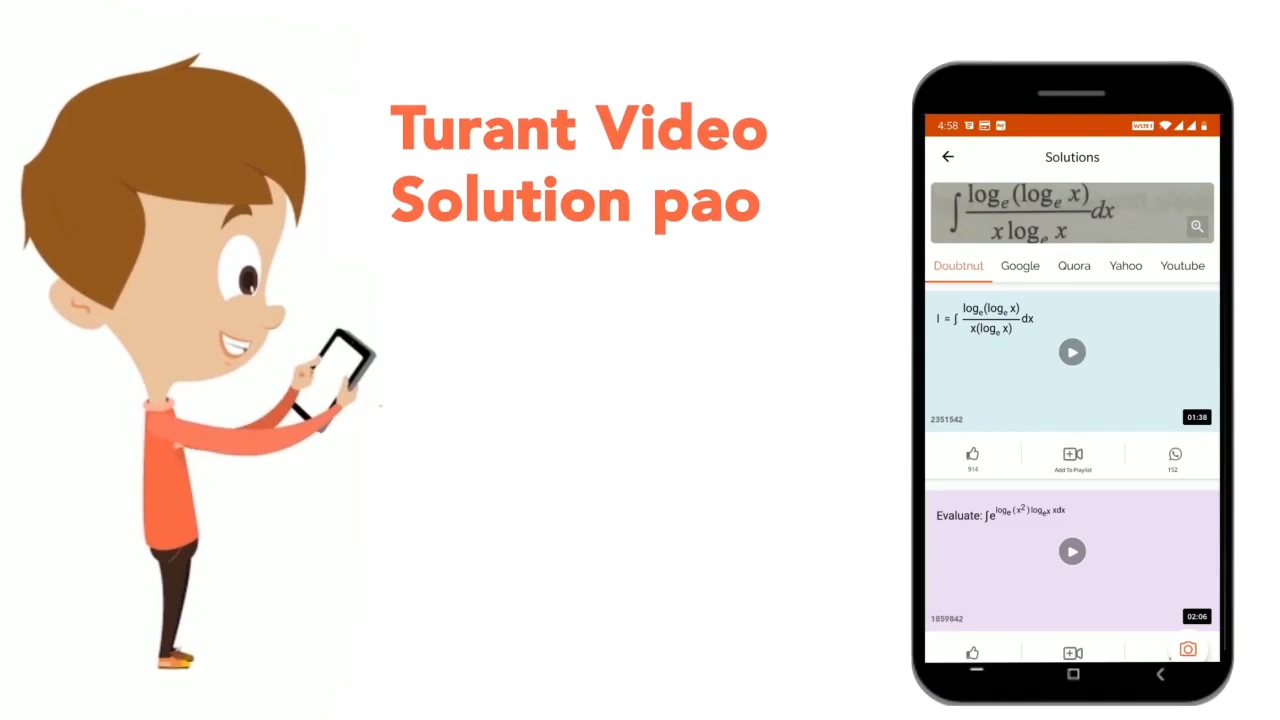 Turant Video
Solution pao
4:58
VoLTE1
Solutions
∫ logₑ(logₑ x) / x logₑ x dx
Doubtnut Google Quora Yahoo Youtube
I = ∫ logₑ(logₑ x) / x(logₑ x) dx
2351542 01:38
914 Add To Playlist 152
Evaluate: ∫e^logₑ(x²)logₑx xdx
1859842 02:06